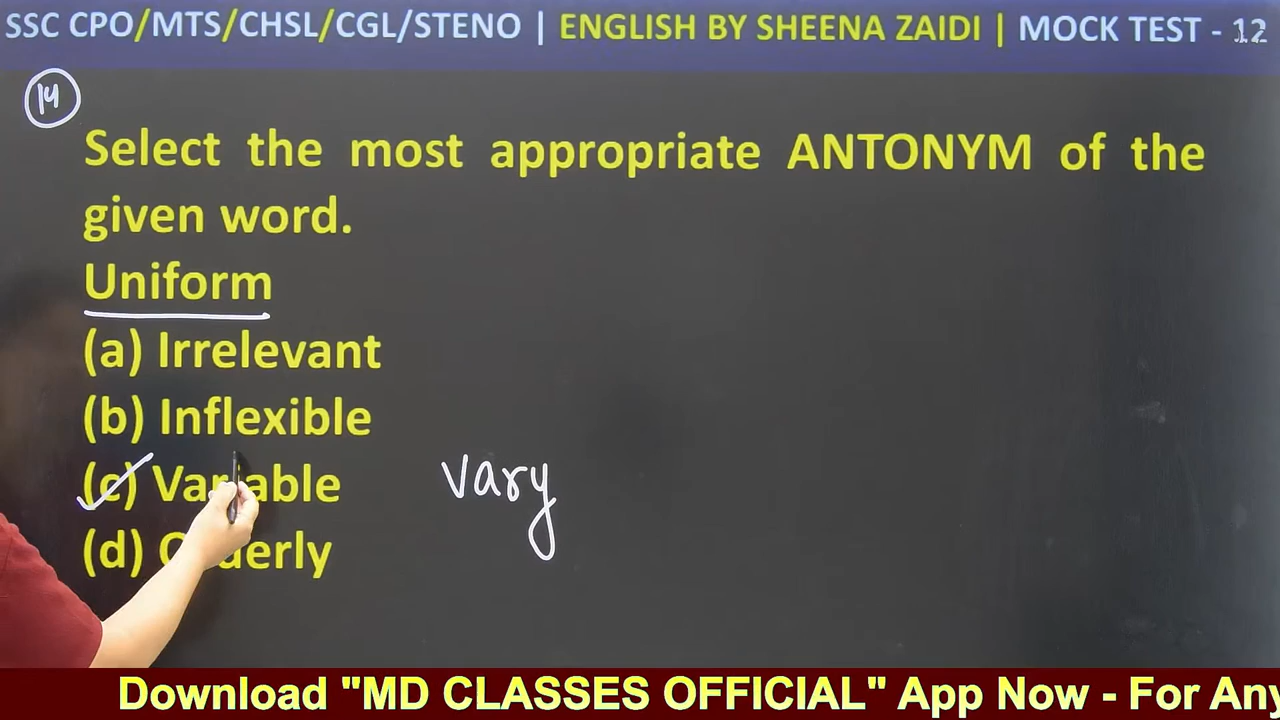 SSC CPO/MTS/CHSL/CGL/STENO | ENGLISH BY SHEENA ZAIDI | MOCK TEST - 12
14
Select the most appropriate ANTONYM of the
given word.
Uniform
(a) Irrelevant
(b) Inflexible
(c) Variable vary
(d) Orderly
Download "MD CLASSES OFFICIAL" App Now - For Any